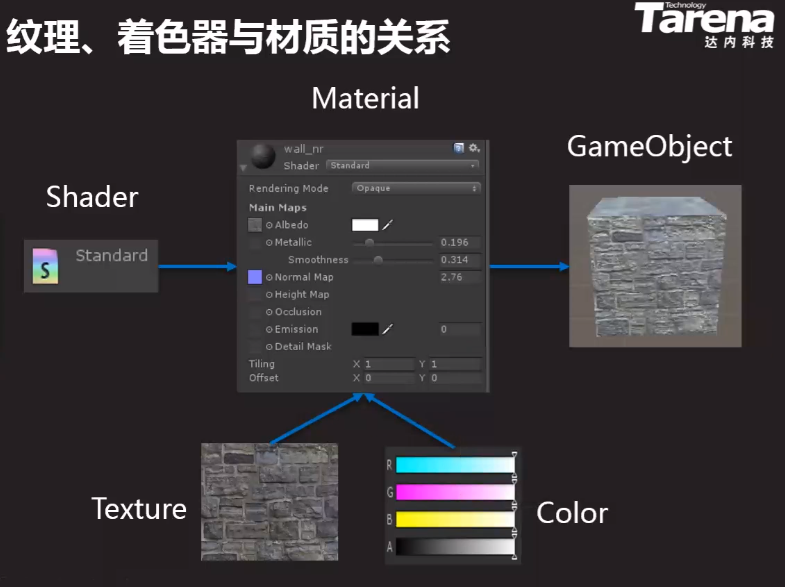 纹理、着色器与材质的关系
Technology
Tarena
达内科技
Material
GameObject
Shader
Standard
S
wall_nr
Shader Standard
Rendering Mode Opaque
Main Maps
Albedo
Metallic 0.196
Smoothness 0.314
Normal Map 2.76
Height Map
Occlusion
Emission 0
Detail Mask
Tiling X 1 Y 1
Offset X 0 Y 0
Texture
R
G
B
A
Color